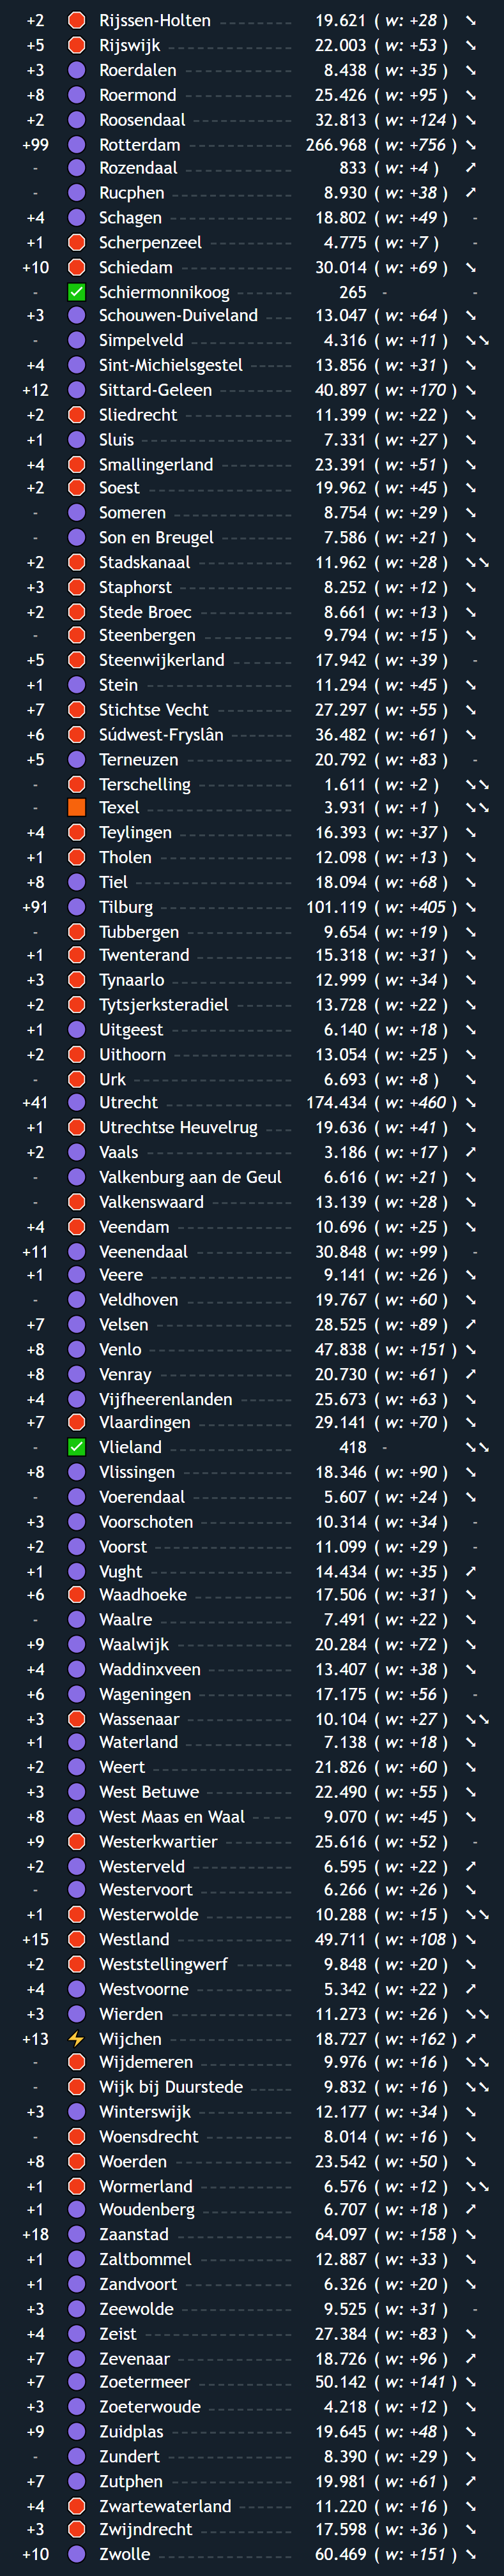 +2 Rijssen-Holten 19.621 ( w: +28 ) ↘
+5 Rijswijk 22.003 ( w: +53 ) ↘
+3 Roerdalen 8.438 ( w: +35 ) ↘
+8 Roermond 25.426 ( w: +95 ) ↘
+2 Roosendaal 32.813 ( w: +124 ) ↘
+99 Rotterdam 266.968 ( w: +756 ) ↘
- Rozendaal 833 ( w: +4 ) ↗
- Rucphen 8.930 ( w: +38 ) ↗
+4 Schagen 18.802 ( w: +49 ) -
+1 Scherpenzeel 4.775 ( w: +7 ) -
+10 Schiedam 30.014 ( w: +69 ) ↘
- Schiermonnikoog 265 - -
+3 Schouwen-Duiveland 13.047 ( w: +64 ) ↘
- Simpelveld 4.316 ( w: +11 ) ↘↘
+4 Sint-Michielsgestel 13.856 ( w: +31 ) ↘
+12 Sittard-Geleen 40.897 ( w: +170 ) ↘
+2 Sliedrecht 11.399 ( w: +22 ) ↘
+1 Sluis 7.331 ( w: +27 ) ↘
+4 Smallingerland 23.391 ( w: +51 ) ↘
+2 Soest 19.962 ( w: +45 ) ↘
- Someren 8.754 ( w: +29 ) ↘
- Son en Breugel 7.586 ( w: +21 ) ↘
+2 Stadskanaal 11.962 ( w: +28 ) ↘↘
+3 Staphorst 8.252 ( w: +12 ) ↘
+2 Stede Broec 8.661 ( w: +13 ) ↘
- Steenbergen 9.794 ( w: +15 ) ↘
+5 Steenwijkerland 17.942 ( w: +39 ) -
+1 Stein 11.294 ( w: +45 ) ↘
+7 Stichtse Vecht 27.297 ( w: +55 ) ↘
+6 Súdwest-Fryslân 36.482 ( w: +61 ) ↘
+5 Terneuzen 20.792 ( w: +83 ) -
- Terschelling 1.611 ( w: +2 ) ↘↘
- Texel 3.931 ( w: +1 ) ↘↘
+4 Teylingen 16.393 ( w: +37 ) ↘
+1 Tholen 12.098 ( w: +13 ) ↘
+8 Tiel 18.094 ( w: +68 ) ↘
+91 Tilburg 101.119 ( w: +405 ) ↘
- Tubbergen 9.654 ( w: +19 ) ↘
+1 Twenterand 15.318 ( w: +31 ) ↘
+3 Tynaarlo 12.999 ( w: +34 ) ↘
+2 Tytsjerksteradiel 13.728 ( w: +22 ) ↘
+1 Uitgeest 6.140 ( w: +18 ) ↘
+2 Uithoorn 13.054 ( w: +25 ) ↘
- Urk 6.693 ( w: +8 ) ↘
+41 Utrecht 174.434 ( w: +460 ) ↘
+1 Utrechtse Heuvelrug 19.636 ( w: +41 ) ↘
+2 Vaals 3.186 ( w: +17 ) ↗
- Valkenburg aan de Geul 6.616 ( w: +21 ) ↘
- Valkenswaard 13.139 ( w: +28 ) ↘
+4 Veendam 10.696 ( w: +25 ) ↘
+11 Veenendaal 30.848 ( w: +99 ) -
+1 Veere 9.141 ( w: +26 ) ↘
- Veldhoven 19.767 ( w: +60 ) ↘
+7 Velsen 28.525 ( w: +89 ) ↗
+8 Venlo 47.838 ( w: +151 ) ↘
+8 Venray 20.730 ( w: +61 ) ↗
+4 Vijfheerenlanden 25.673 ( w: +63 ) ↘
+7 Vlaardingen 29.141 ( w: +70 ) ↘
- Vlieland 418 - ↘↘
+8 Vlissingen 18.346 ( w: +90 ) ↘
- Voerendaal 5.607 ( w: +24 ) ↘
+3 Voorschoten 10.314 ( w: +34 ) -
+2 Voorst 11.099 ( w: +29 ) -
+1 Vught 14.434 ( w: +35 ) ↗
+6 Waadhoeke 17.506 ( w: +31 ) ↘
- Waalre 7.491 ( w: +22 ) ↘
+9 Waalwijk 20.284 ( w: +72 ) ↘
+4 Waddinxveen 13.407 ( w: +38 ) ↘
+6 Wageningen 17.175 ( w: +56 ) -
+3 Wassenaar 10.104 ( w: +27 ) ↘↘
+1 Waterland 7.138 ( w: +18 ) ↘
+2 Weert 21.826 ( w: +60 ) ↘
+3 West Betuwe 22.490 ( w: +55 ) ↘
+8 West Maas en Waal 9.070 ( w: +45 ) ↘
+9 Westerkwartier 25.616 ( w: +52 ) -
+2 Westerveld 6.595 ( w: +22 ) ↗
- Westervoort 6.266 ( w: +26 ) ↘
+1 Westerwolde 10.288 ( w: +15 ) ↘↘
+15 Westland 49.711 ( w: +108 ) ↘
+2 Weststellingwerf 9.848 ( w: +20 ) ↘
+4 Westvoorne 5.342 ( w: +22 ) ↗
+3 Wierden 11.273 ( w: +26 ) ↘↘
+13 Wijchen 18.727 ( w: +162 ) ↗
- Wijdemeren 9.976 ( w: +16 ) ↘↘
- Wijk bij Duurstede 9.832 ( w: +16 ) ↘↘
+3 Winterswijk 12.177 ( w: +34 ) ↘
- Woensdrecht 8.014 ( w: +16 ) ↘
+8 Woerden 23.542 ( w: +50 ) ↘
+1 Wormerland 6.576 ( w: +12 ) ↘↘
+1 Woudenberg 6.707 ( w: +18 ) ↗
+18 Zaanstad 64.097 ( w: +158 ) ↘
+1 Zaltbommel 12.887 ( w: +33 ) ↘
+1 Zandvoort 6.326 ( w: +20 ) ↘
+3 Zeewolde 9.525 ( w: +31 ) -
+4 Zeist 27.384 ( w: +83 ) ↘
+7 Zevenaar 18.726 ( w: +96 ) ↗
+7 Zoetermeer 50.142 ( w: +141 ) ↘
+3 Zoeterwoude 4.218 ( w: +12 ) ↘
+9 Zuidplas 19.645 ( w: +48 ) ↘
- Zundert 8.390 ( w: +29 ) ↘
+7 Zutphen 19.981 ( w: +61 ) ↗
+4 Zwartewaterland 11.220 ( w: +16 ) ↘
+3 Zwijndrecht 17.598 ( w: +36 ) ↘
+10 Zwolle 60.469 ( w: +151 ) ↘